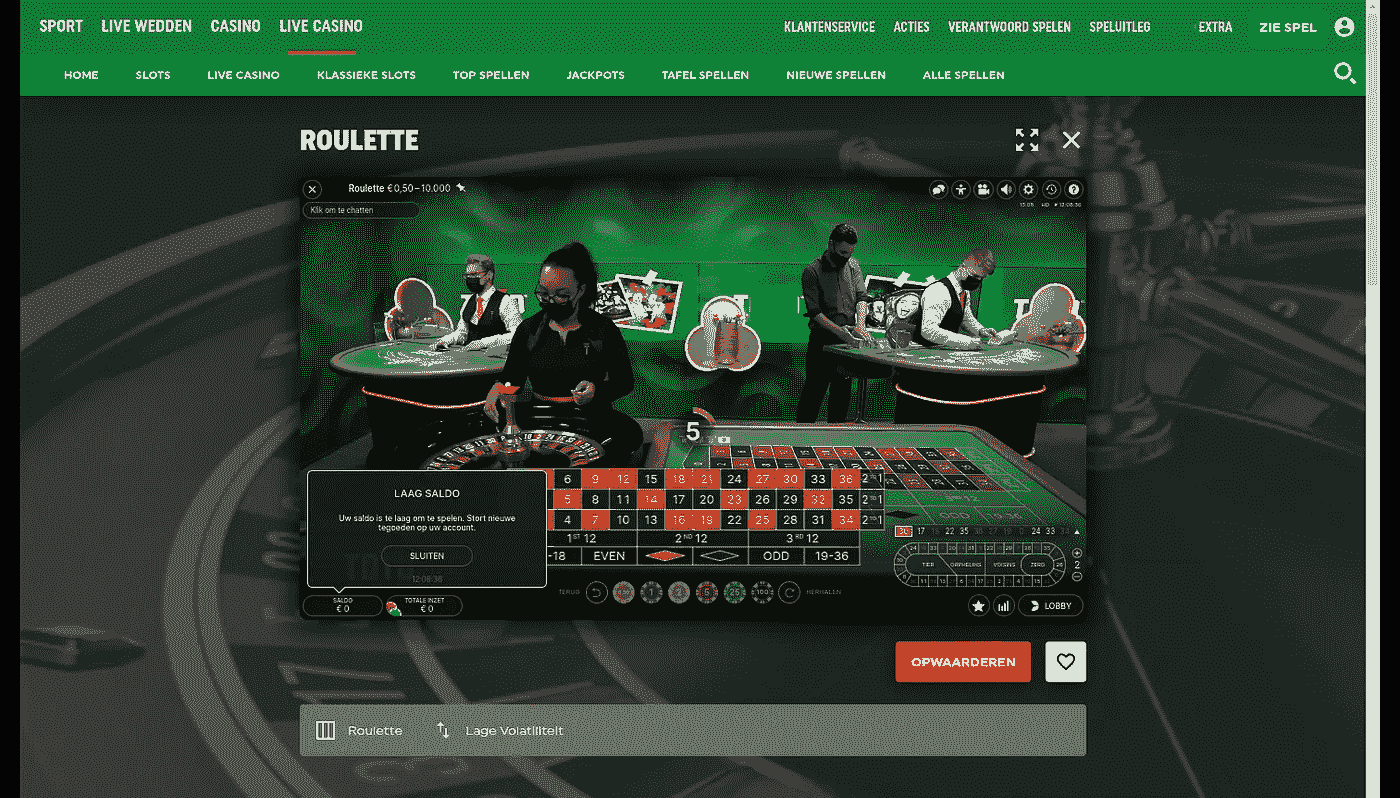 SPORT LIVE WEDDEN CASINO LIVE CASINO KLANTENSERVICE ACTIES VERANTWOORD SPELEN SPELUITLEG EXTRA ZIE SPEL
HOME SLOTS LIVE CASINO KLASSIEKE SLOTS TOP SPELLEN JACKPOTS TAFEL SPELLEN NIEUWE SPELLEN ALLE SPELLEN
ROULETTE
Roulette €0,50–10.000
Klik om te chatten
5
6 9 12 15 18 21 24 27 30 33 36 2 TO 1
5 8 11 14 17 20 23 26 29 32 35 2 TO 1
4 7 10 13 16 19 22 25 28 31 34 2 TO 1
1ST 12 2ND 12 3RD 12
-18 EVEN ODD 19-36
LAAG SALDO
Uw saldo is te laag om te spelen. Stort nieuwe
tegoeden op uw account.
SLUITEN
12:08:36
17 22 35 24 33
TIER ORPHELINS VOISINS ZERO
2
TERUG 1 2 5 25 100 HERHALEN
SALDO
€ 0
TOTALE INZET
€ 0
LOBBY
OPWAARDEREN
Roulette Lage Volatiliteit